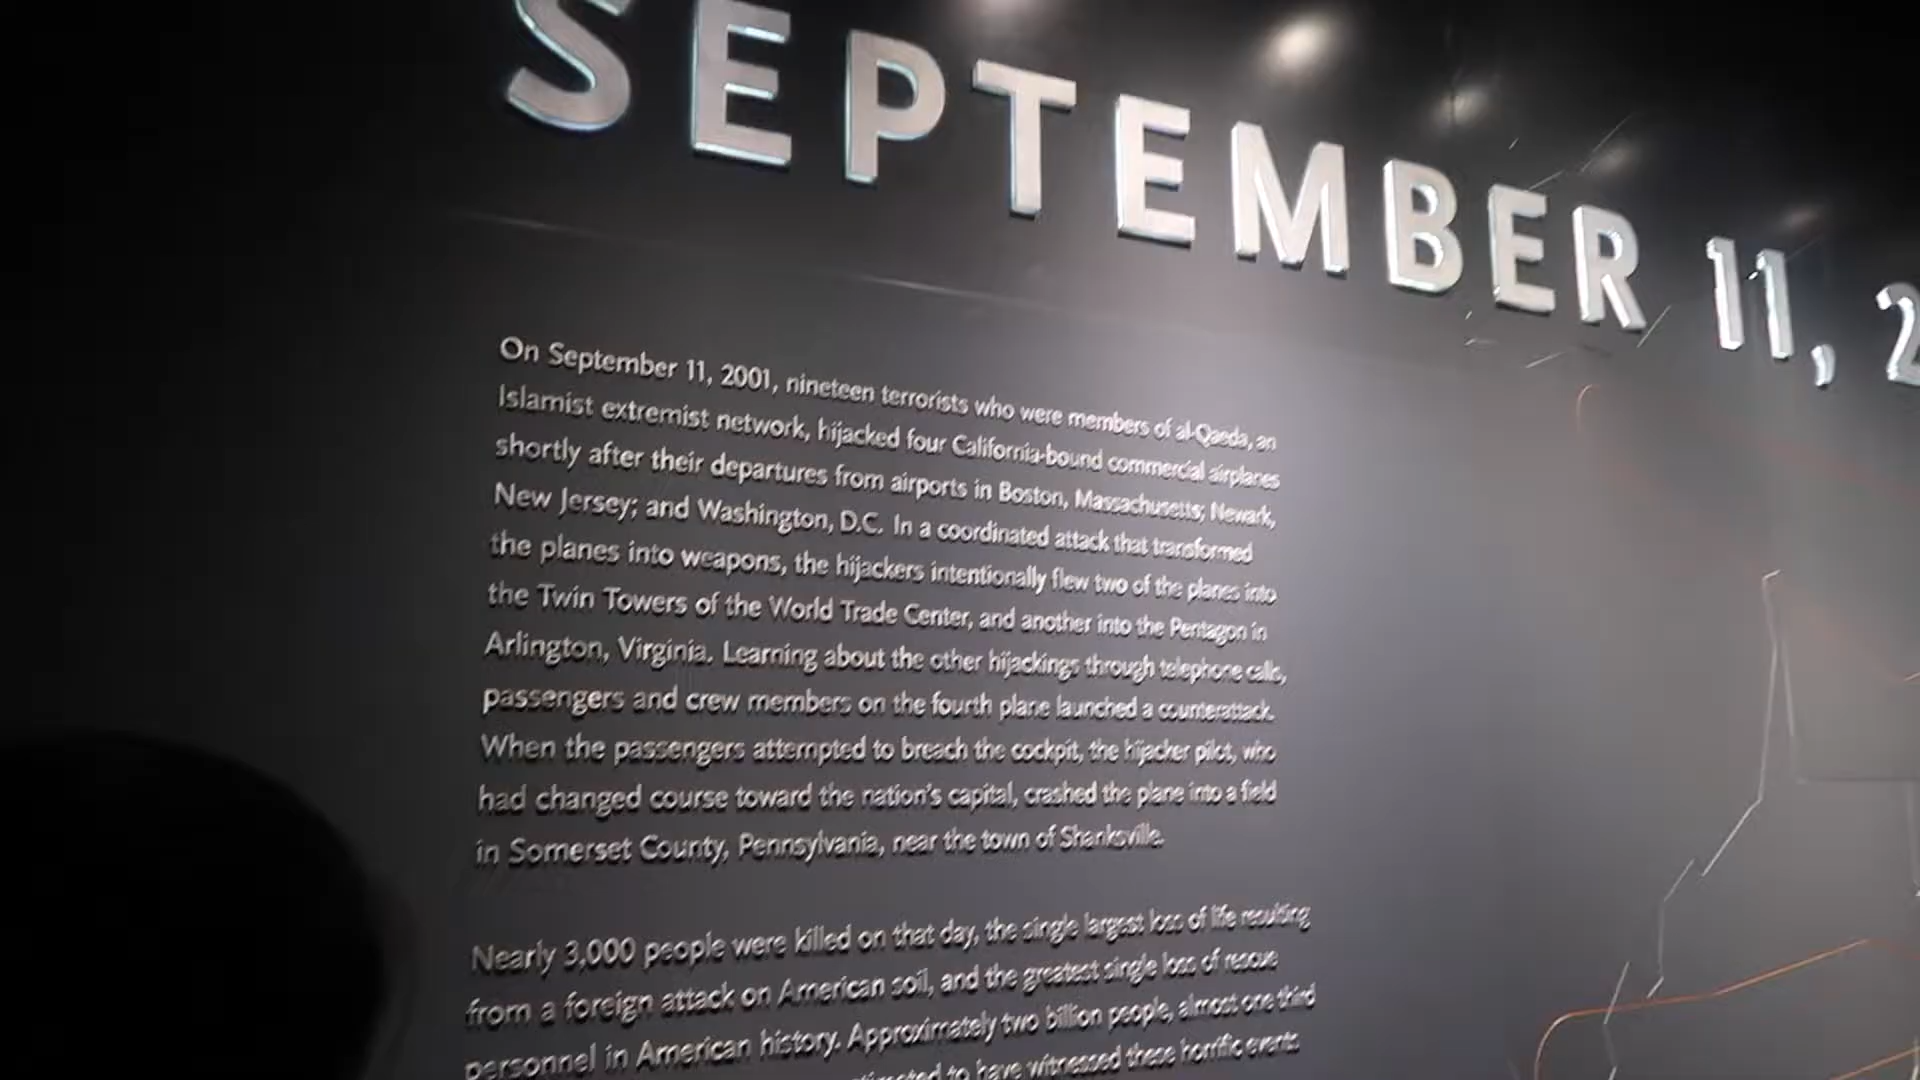 SEPTEMBER 11, 2
On September 11, 2001, nineteen terrorists who were members of al-Qaeda, an
Islamist extremist network, hijacked four California-bound commercial airplanes
shortly after their departures from airports in Boston, Massachusetts; Newark,
New Jersey; and Washington, D.C. In a coordinated attack that transformed
the planes into weapons, the hijackers intentionally flew two of the planes into
the Twin Towers of the World Trade Center, and another into the Pentagon in
Arlington, Virginia. Learning about the other hijackings through telephone calls,
passengers and crew members on the fourth plane launched a counterattack.
When the passengers attempted to breach the cockpit, the hijacker pilot, who
had changed course toward the nation's capital, crashed the plane into a field
in Somerset County, Pennsylvania, near the town of Shanksville.
Nearly 3,000 people were killed on that day, the single largest loss of life resulting
from a foreign attack on American soil, and the greatest single loss of rescue
personnel in American history. Approximately two billion people, almost one third
to have witnessed these horrific events